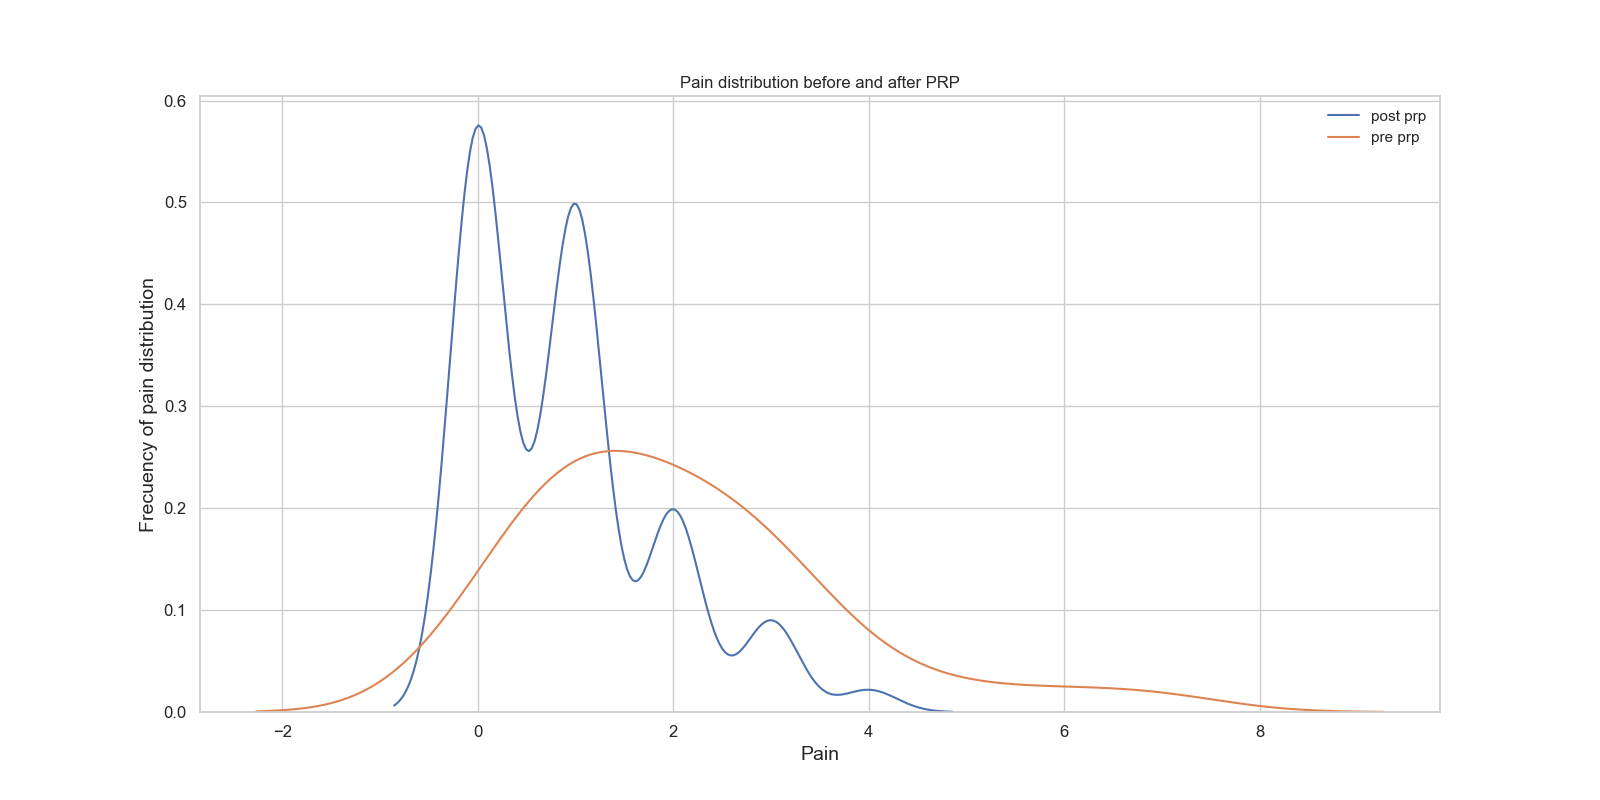 Pain distribution before and after PRP
post prp
pre prp
Frecuency of pain distribution
0.6
0.5
0.4
0.3
0.2
0.1
0.0
−2 0 2 4 6 8
Pain